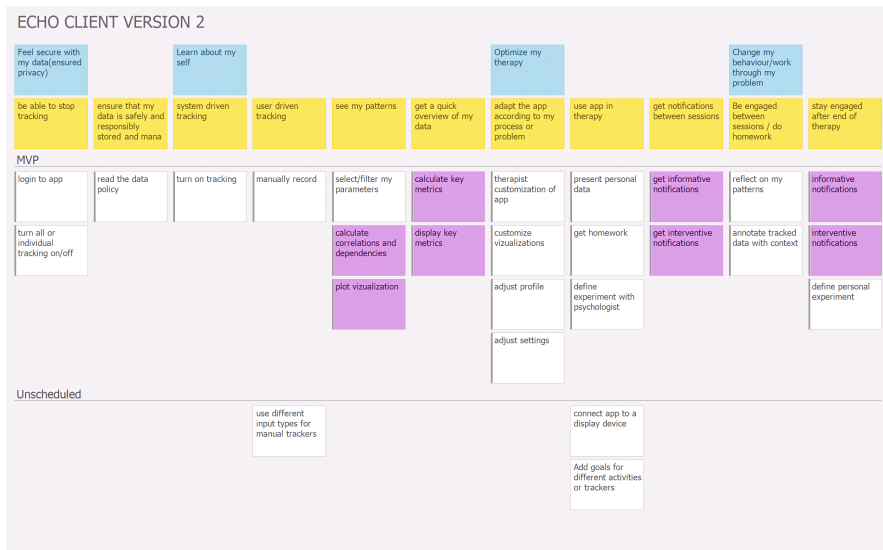 ECHO CLIENT VERSION 2
Feel secure with
my data(ensured
privacy)
Learn about my
self
Optimize my
therapy
Change my
behaviour/work
through my
problem
be able to stop
tracking
ensure that my
data is safely and
responsibly
stored and mana
system driven
tracking
user driven
tracking
see my patterns
get a quick
overview of my
data
adapt the app
according to my
process or
problem
use app in
therapy
get notifications
between sessions
Be engaged
between
sessions / do
homework
stay engaged
after end of
therapy
MVP
login to app
read the data
policy
turn on tracking
manually record
select/filter my
parameters
calculate key
metrics
therapist
customization of
app
present personal
data
get informative
notifications
reflect on my
patterns
informative
notifications
turn all or
individual
tracking on/off
calculate
correlations and
dependencies
display key
metrics
customize
vizualizations
get homework
get interventive
notifications
annotate tracked
data with context
interventive
notifications
plot vizualization
adjust profile
define
experiment with
psychologist
define personal
experiment
adjust settings
Unscheduled
use different
input types for
manual trackers
connect app to a
display device
Add goals for
different activities
or trackers